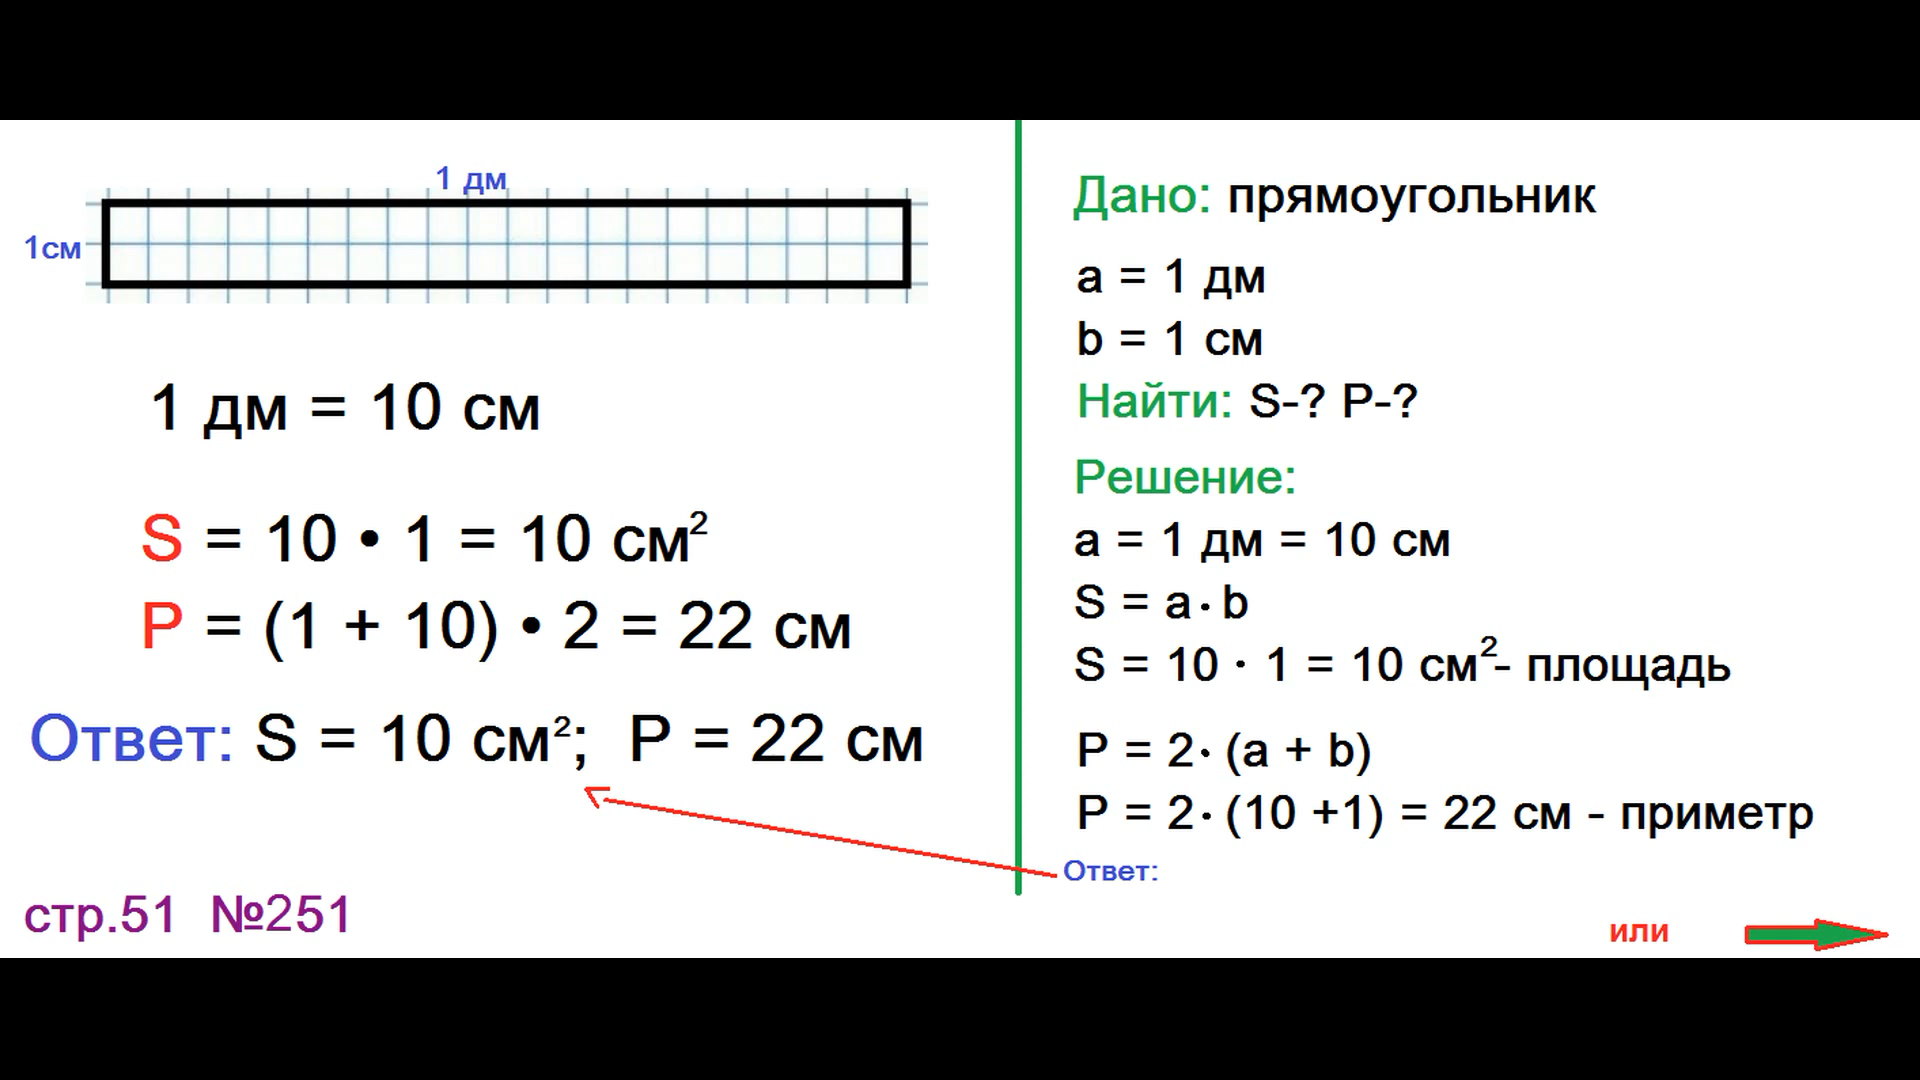 1 дм
1см
1 дм = 10 см
S = 10 • 1 = 10 см²
P = (1 + 10) • 2 = 22 см
Ответ: S = 10 см²; P = 22 см
стр.51 №251
Дано: прямоугольник
a = 1 дм
b = 1 см
Найти: S-? P-?
Решение:
a = 1 дм = 10 см
S = a · b
S = 10 · 1 = 10 см²- площадь
P = 2· (a + b)
P = 2· (10 +1) = 22 см - приметр
Ответ:
или